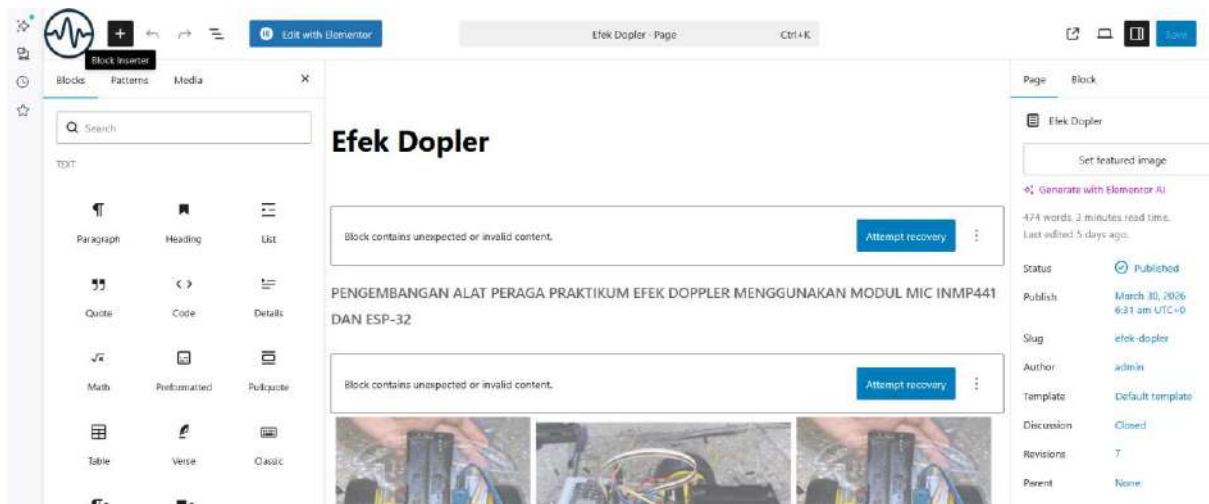 Edit with Elementor
Efek Dopler · Page
Ctrl+K
Save
Block Inserter
Blocks
Patterns
Media
Search
TEXT
Paragraph
Heading
List
Quote
Code
Details
Math
Preformatted
Pullquote
Table
Verse
Classic
Efek Dopler
Block contains unexpected or invalid content.
Attempt recovery
PENGEMBANGAN ALAT PERAGA PRAKTIKUM EFEK DOPPLER MENGGUNAKAN MODUL MIC INMP441
DAN ESP-32
Block contains unexpected or invalid content.
Attempt recovery
Page
Block
Efek Dopler
Set featured image
Generate with Elementor AI
474 words, 2 minutes read time.
Last edited 5 days ago.
Status
Published
Publish
March 30, 2026
6:31 am UTC+0
Slug
efek-dopler
Author
admin
Template
Default template
Discussion
Closed
Revisions
7
Parent
None